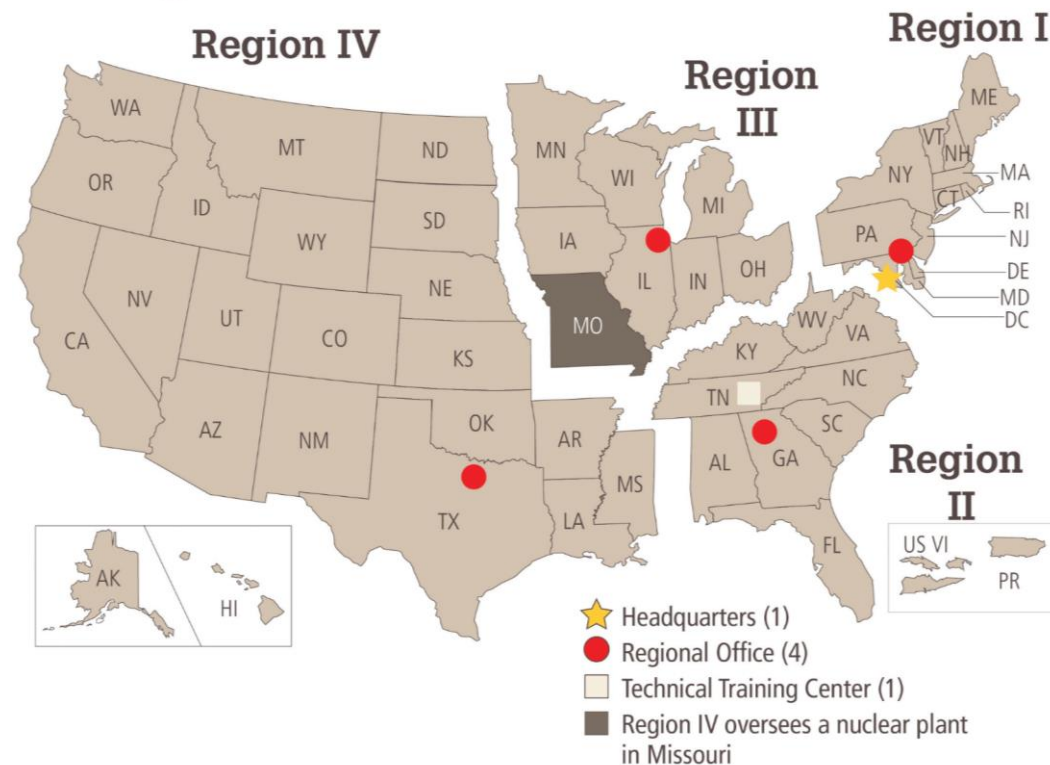 Region IV
Region III
Region I
WA
OR
CA
NV
ID
MT
WY
UT
AZ
CO
NM
ND
SD
NE
KS
OK
TX
MN
IA
MO
AR
LA
WI
IL
MI
IN
OH
MS
KY
TN
AL
WV
VA
NC
SC
GA
FL
ME
VT
NH
NY
MA
CT
RI
PA
NJ
DE
MD
DC
Region II
US VI
PR
AK
HI
Headquarters (1)
Regional Office (4)
Technical Training Center (1)
Region IV oversees a nuclear plant
in Missouri